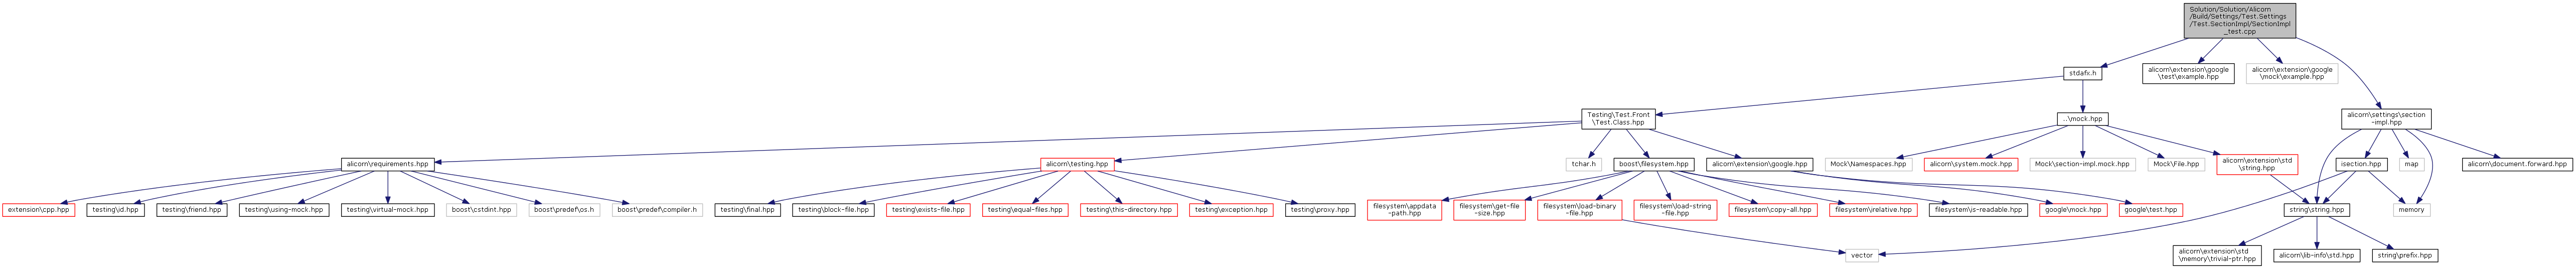 Solution/Solution/Alicorn
/Build/Settings/Test.Settings
/Test.SectionImpl/SectionImpl
_test.cpp
stdafx.h
alicorn\extension\google
test\example.hpp
alicorn\extension\google
\mock\example.hpp
Testing\Test.Front
\Test.Class.hpp
..\mock.hpp
alicorn\settings\section
-impl.hpp
alicorn\requirements.hpp
alicorn\testing.hpp
tchar.h
boost\filesystem.hpp
alicorn\extension\google.hpp
Mock\Namespaces.hpp
alicorn\system.mock.hpp
Mock\section-impl.mock.hpp
Mock\File.hpp
alicorn\extension\std
\string.hpp
isection.hpp
map
alicorn\document.forward.hpp
extension\cpp.hpp
testing\id.hpp
testing\friend.hpp
testing\using-mock.hpp
testing\virtual-mock.hpp
boost\cstdint.hpp
boost\predef\os.h
boost\predef\compiler.h
testing\final.hpp
testing\block-file.hpp
testing\exists-file.hpp
testing\equal-files.hpp
testing\this-directory.hpp
testing\exception.hpp
testing\proxy.hpp
filesystem\appdata
-path.hpp
filesystem\get-file
-size.hpp
filesystem\load-binary
-file.hpp
filesystem\load-string
-file.hpp
filesystem\copy-all.hpp
filesystem\relative.hpp
filesystem\is-readable.hpp
google\mock.hpp
google\test.hpp
string\string.hpp
memory
vector
alicorn\extension\std
\memory\trivial-ptr.hpp
alicorn\lib-info\std.hpp
string\prefix.hpp